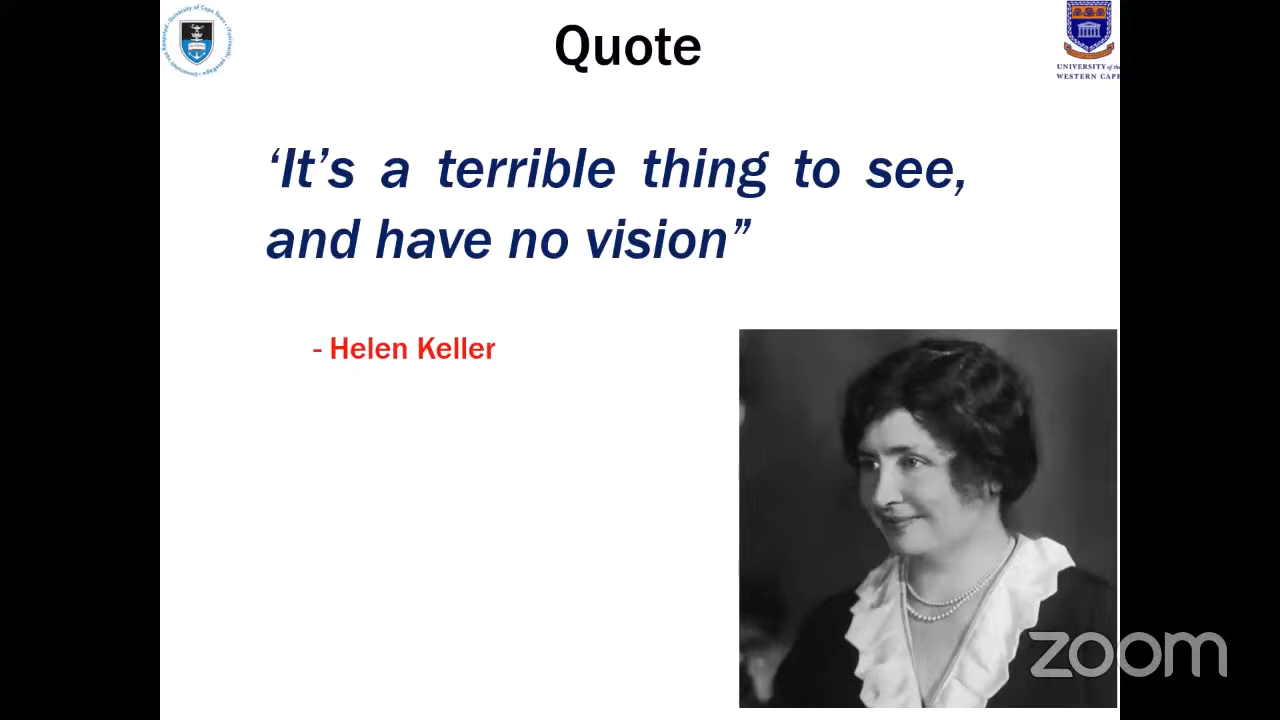 Quote
UNIVERSITY of the
WESTERN CAPE
‘It’s a terrible thing to see,
and have no vision”
- Helen Keller
zoom